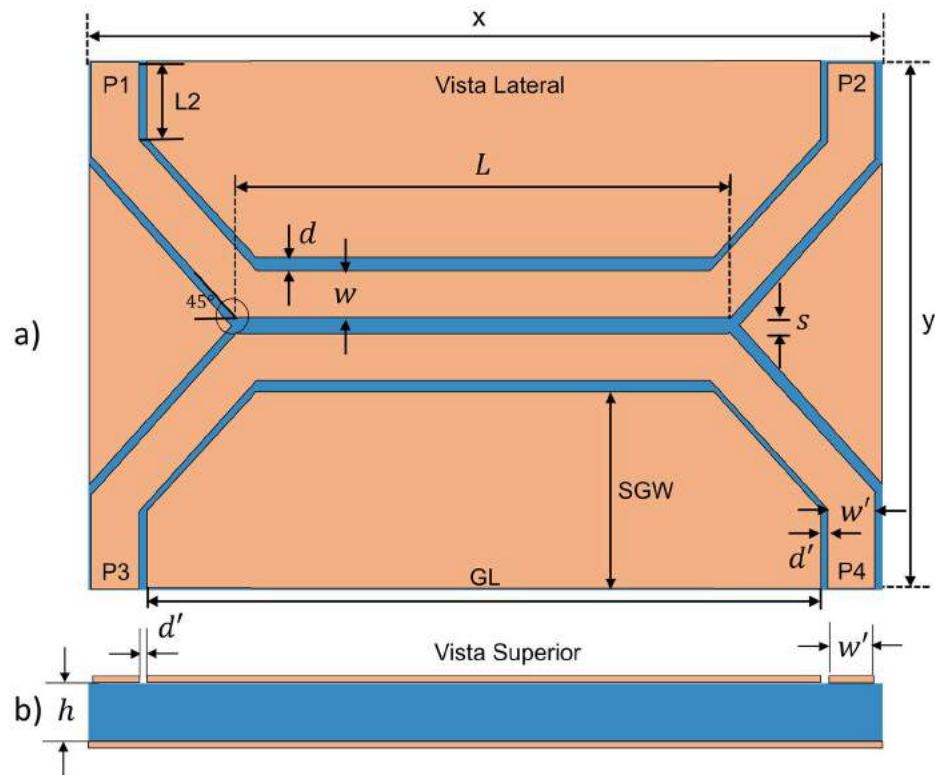 a)
x
P1
L2
Vista Lateral
P2
L
d
w
45°
s
y
SGW
w′
d′
P3
GL
P4
d′
Vista Superior
w′
b)
h